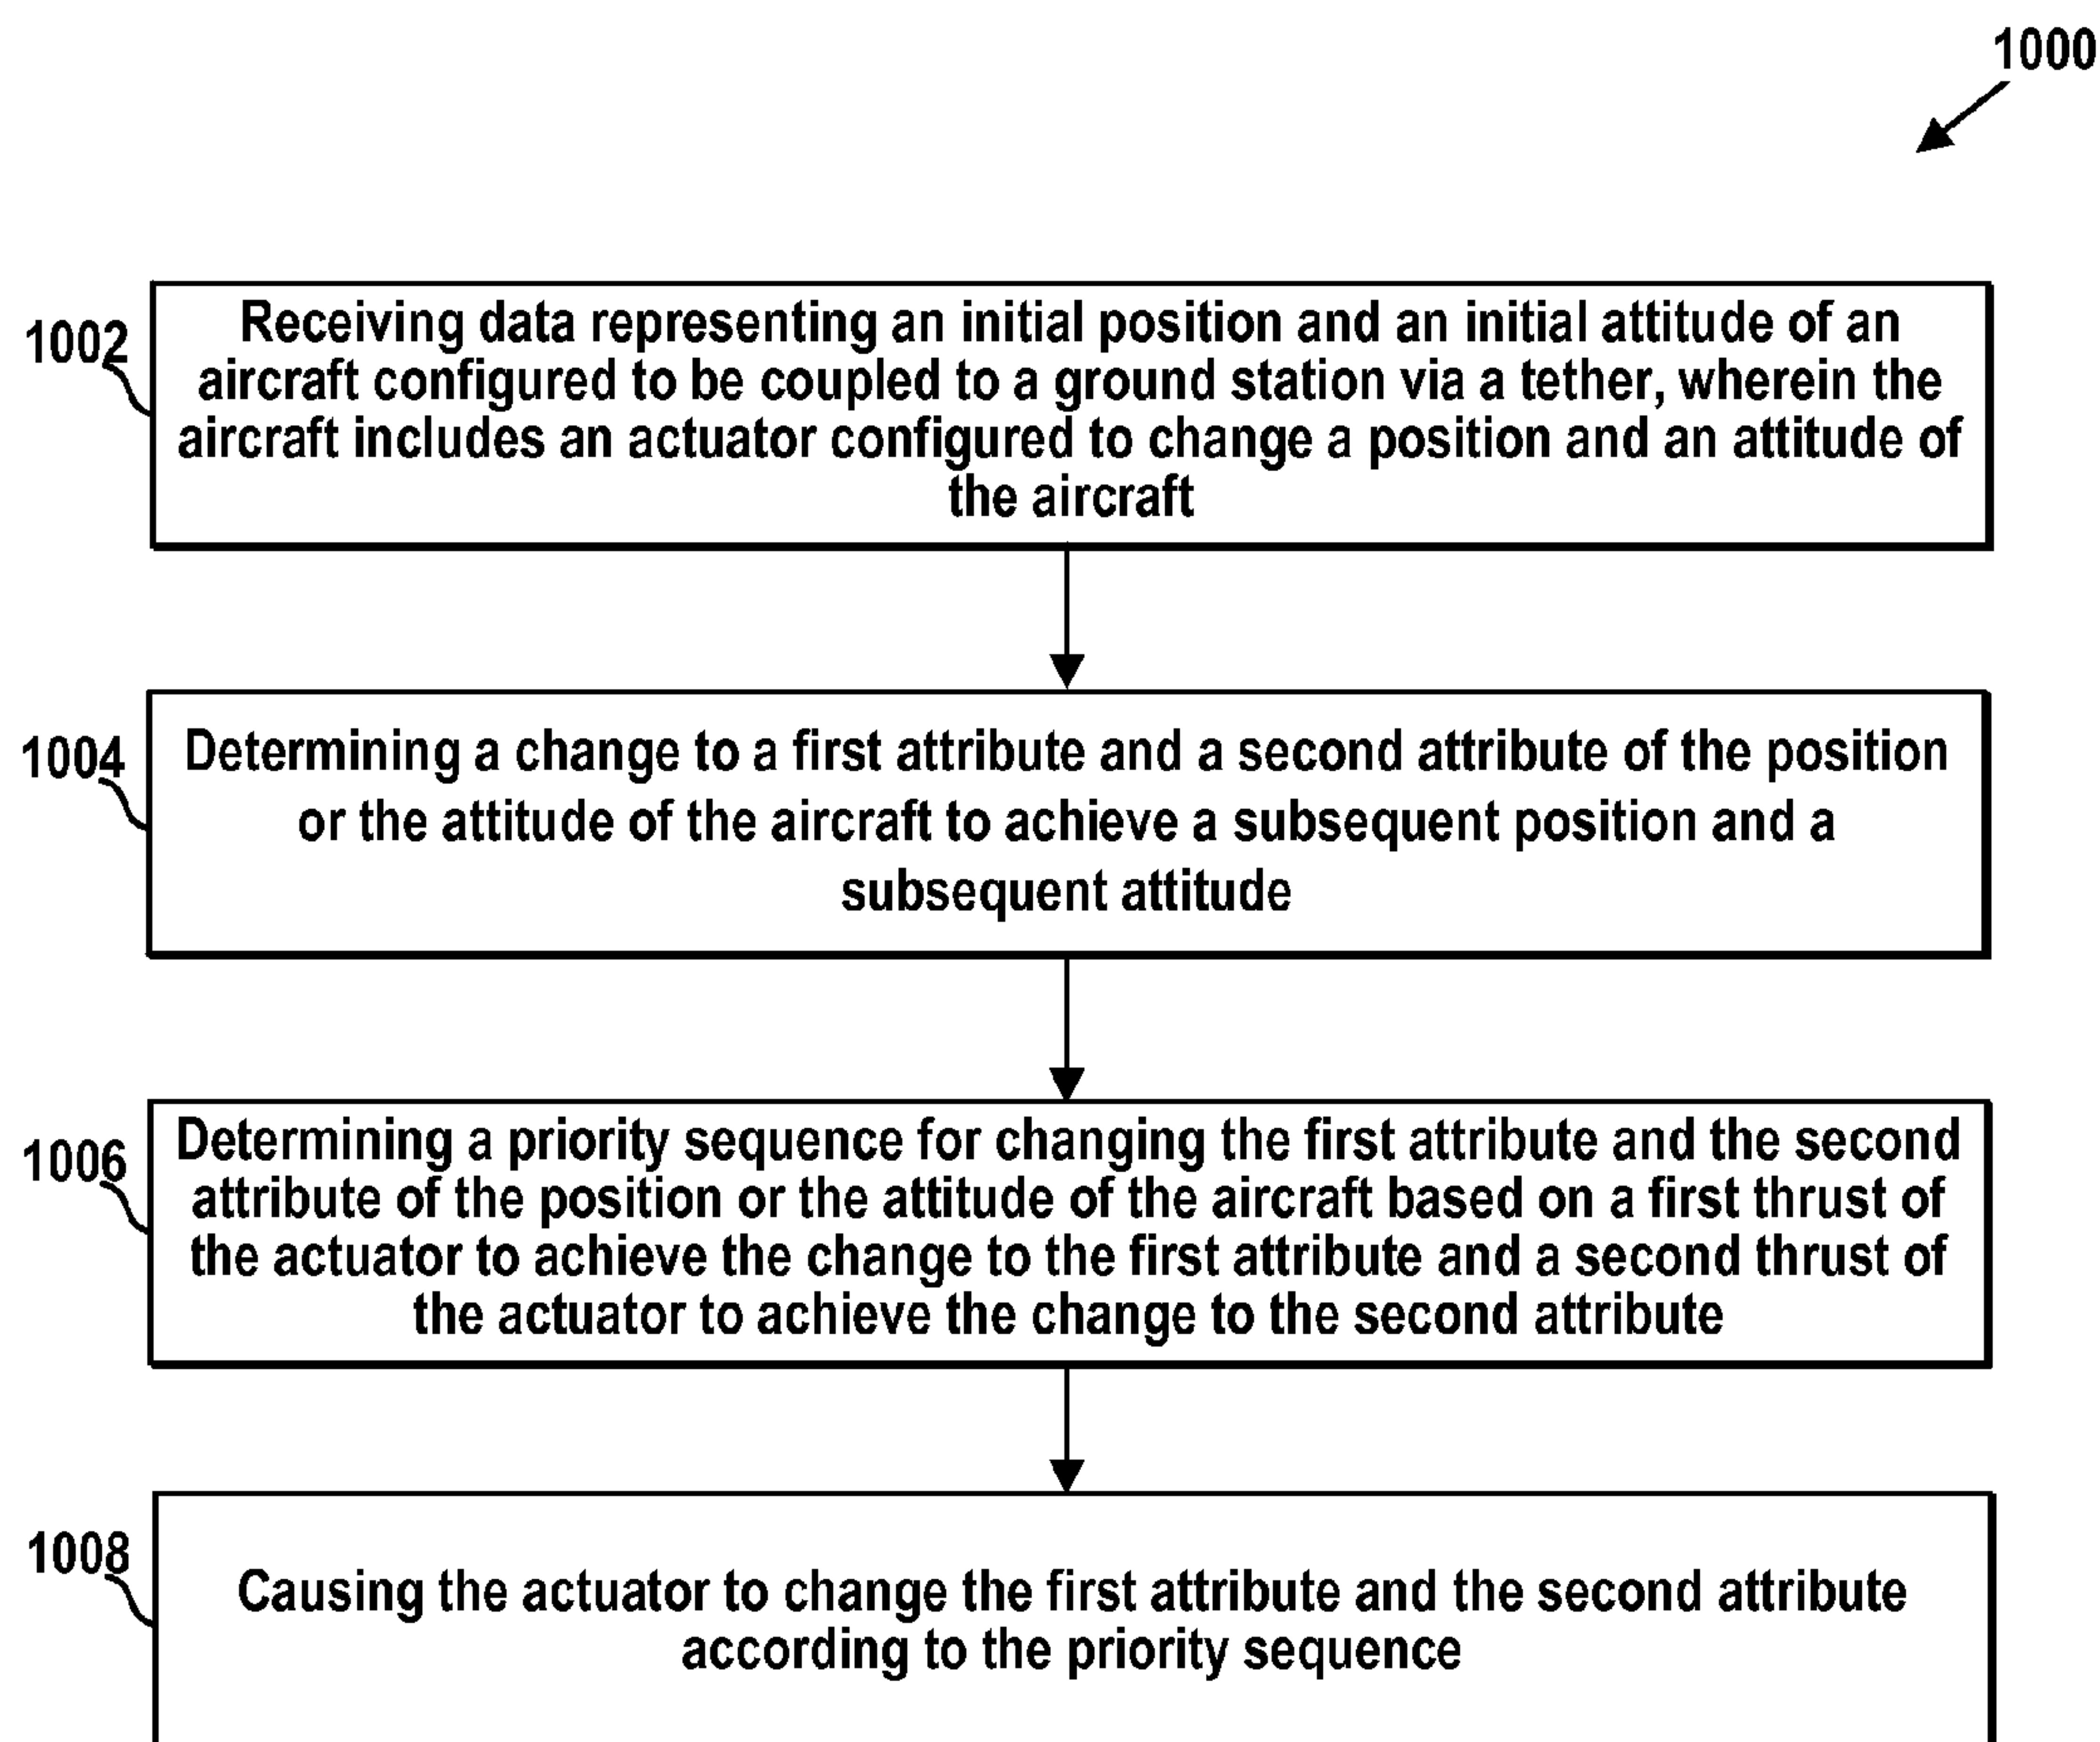 1000
1002
Receiving data representing an initial position and an initial attitude of an
aircraft configured to be coupled to a ground station via a tether, wherein the
aircraft includes an actuator configured to change a position and an attitude of
the aircraft
1004
Determining a change to a first attribute and a second attribute of the position
or the attitude of the aircraft to achieve a subsequent position and a
subsequent attitude
1006
Determining a priority sequence for changing the first attribute and the second
attribute of the position or the attitude of the aircraft based on a first thrust of
the actuator to achieve the change to the first attribute and a second thrust of
the actuator to achieve the change to the second attribute
1008
Causing the actuator to change the first attribute and the second attribute
according to the priority sequence